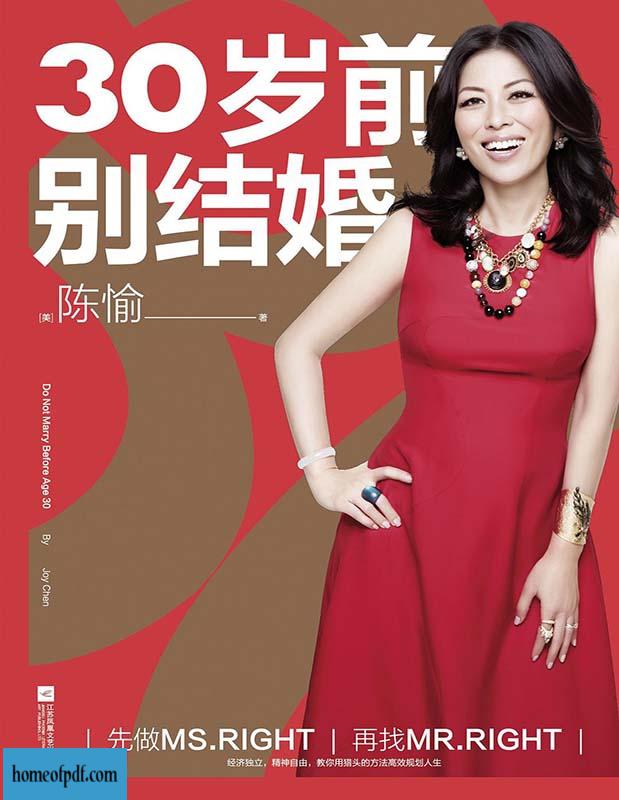 30岁前
别结婚
[美] 陈愉 著
Do Not Marry Before Age 30 By Joy Chen
| 先做MS.RIGHT | 再找MR.RIGHT |
经济独立，精神自由，教你用猎头的方法高效规划人生
homeofpdf.com